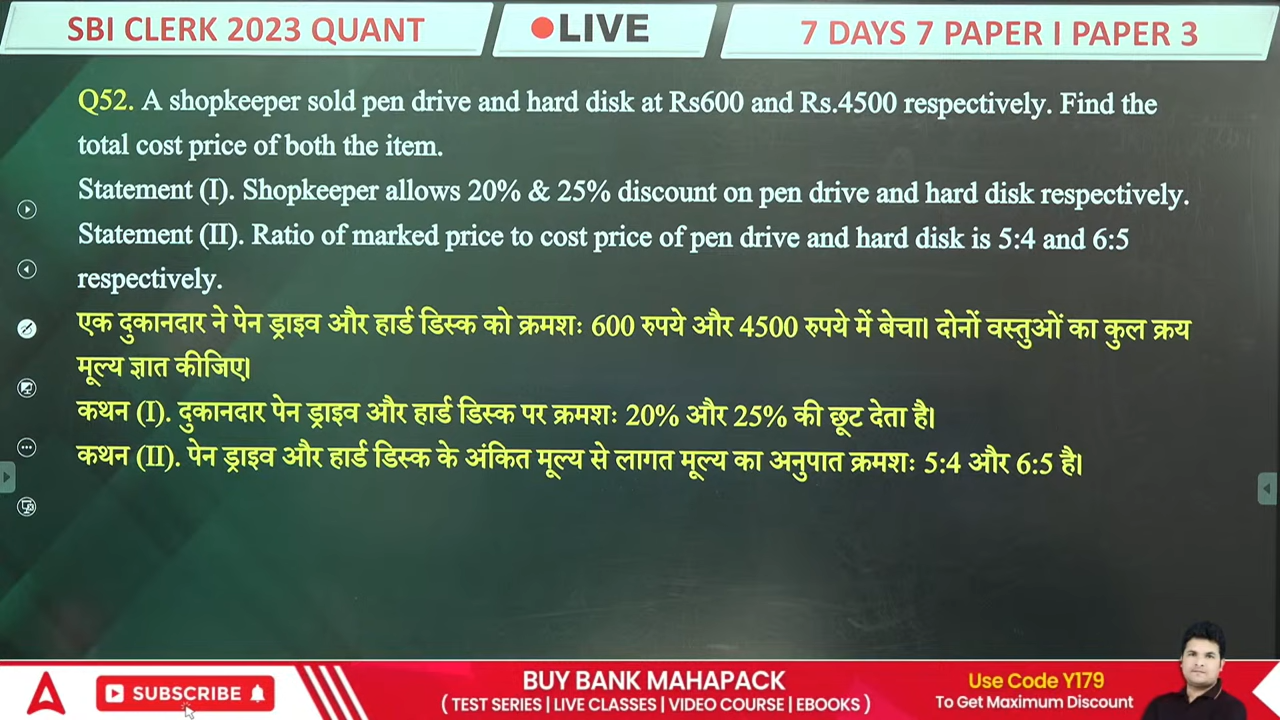 SBI CLERK 2023 QUANT
LIVE
7 DAYS 7 PAPER I PAPER 3
Q52. A shopkeeper sold pen drive and hard disk at Rs600 and Rs.4500 respectively. Find the
total cost price of both the item.
Statement (I). Shopkeeper allows 20% & 25% discount on pen drive and hard disk respectively.
Statement (II). Ratio of marked price to cost price of pen drive and hard disk is 5:4 and 6:5
respectively.
एक दुकानदार ने पेन ड्राइव और हार्ड डिस्क को क्रमशः 600 रुपये और 4500 रुपये में बेचा। दोनों वस्तुओं का कुल क्रय
मूल्य ज्ञात कीजिए।
कथन (I). दुकानदार पेन ड्राइव और हार्ड डिस्क पर क्रमशः 20% और 25% की छूट देता है।
कथन (II). पेन ड्राइव और हार्ड डिस्क के अंकित मूल्य से लागत मूल्य का अनुपात क्रमशः 5:4 और 6:5 है।
SUBSCRIBE
BUY BANK MAHAPACK
( TEST SERIES | LIVE CLASSES | VIDEO COURSE | EBOOKS )
Use Code Y179
To Get Maximum Discount